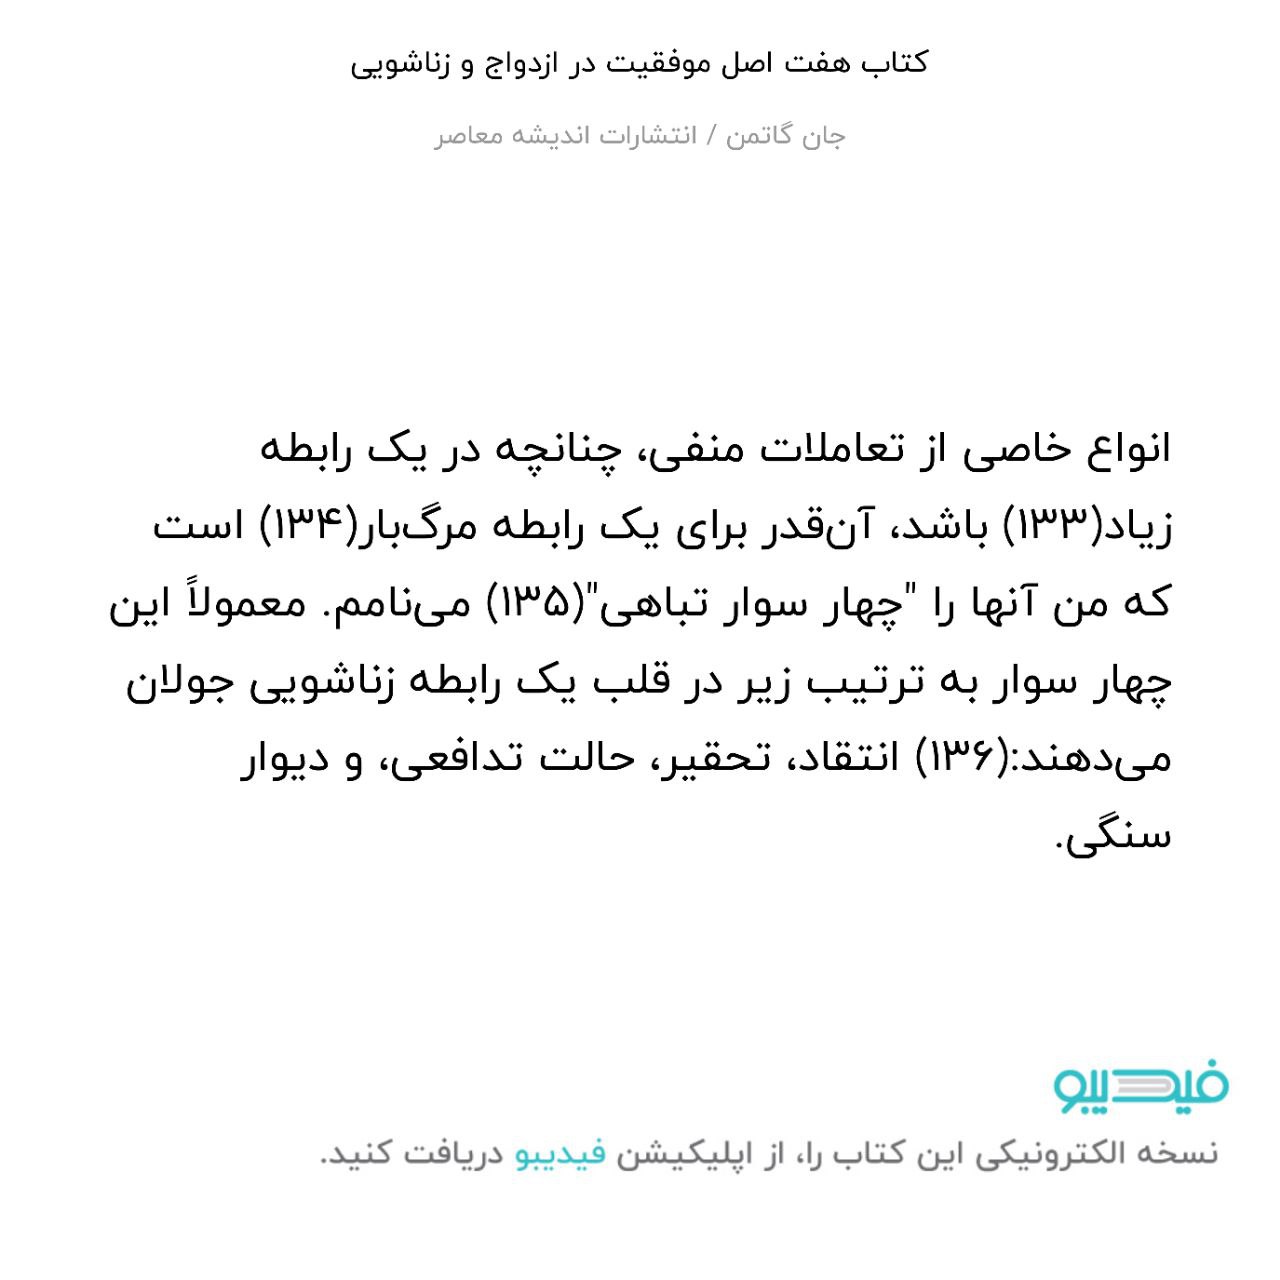 کتاب هفت اصل موفقیت در ازدواج و زناشویی
جان گاتمن / انتشارات اندیشه معاصر
انواع خاصی از تعاملات منفی، چنانچه در یک رابطه
زیاد(۱۳۳) باشد، آن‌قدر برای یک رابطه مرگ‌بار(۱۳۴) است
که من آنها را "چهار سوار تباهی"(۱۳۵) می‌نامم. معمولاً این
چهار سوار به ترتیب زیر در قلب یک رابطه زناشویی جولان
می‌دهند:(۱۳۶) انتقاد، تحقیر، حالت تدافعی، و دیوار
سنگی.
فیدیبو
نسخه الکترونیکی این کتاب را، از اپلیکیشن فیدیبو دریافت کنید.